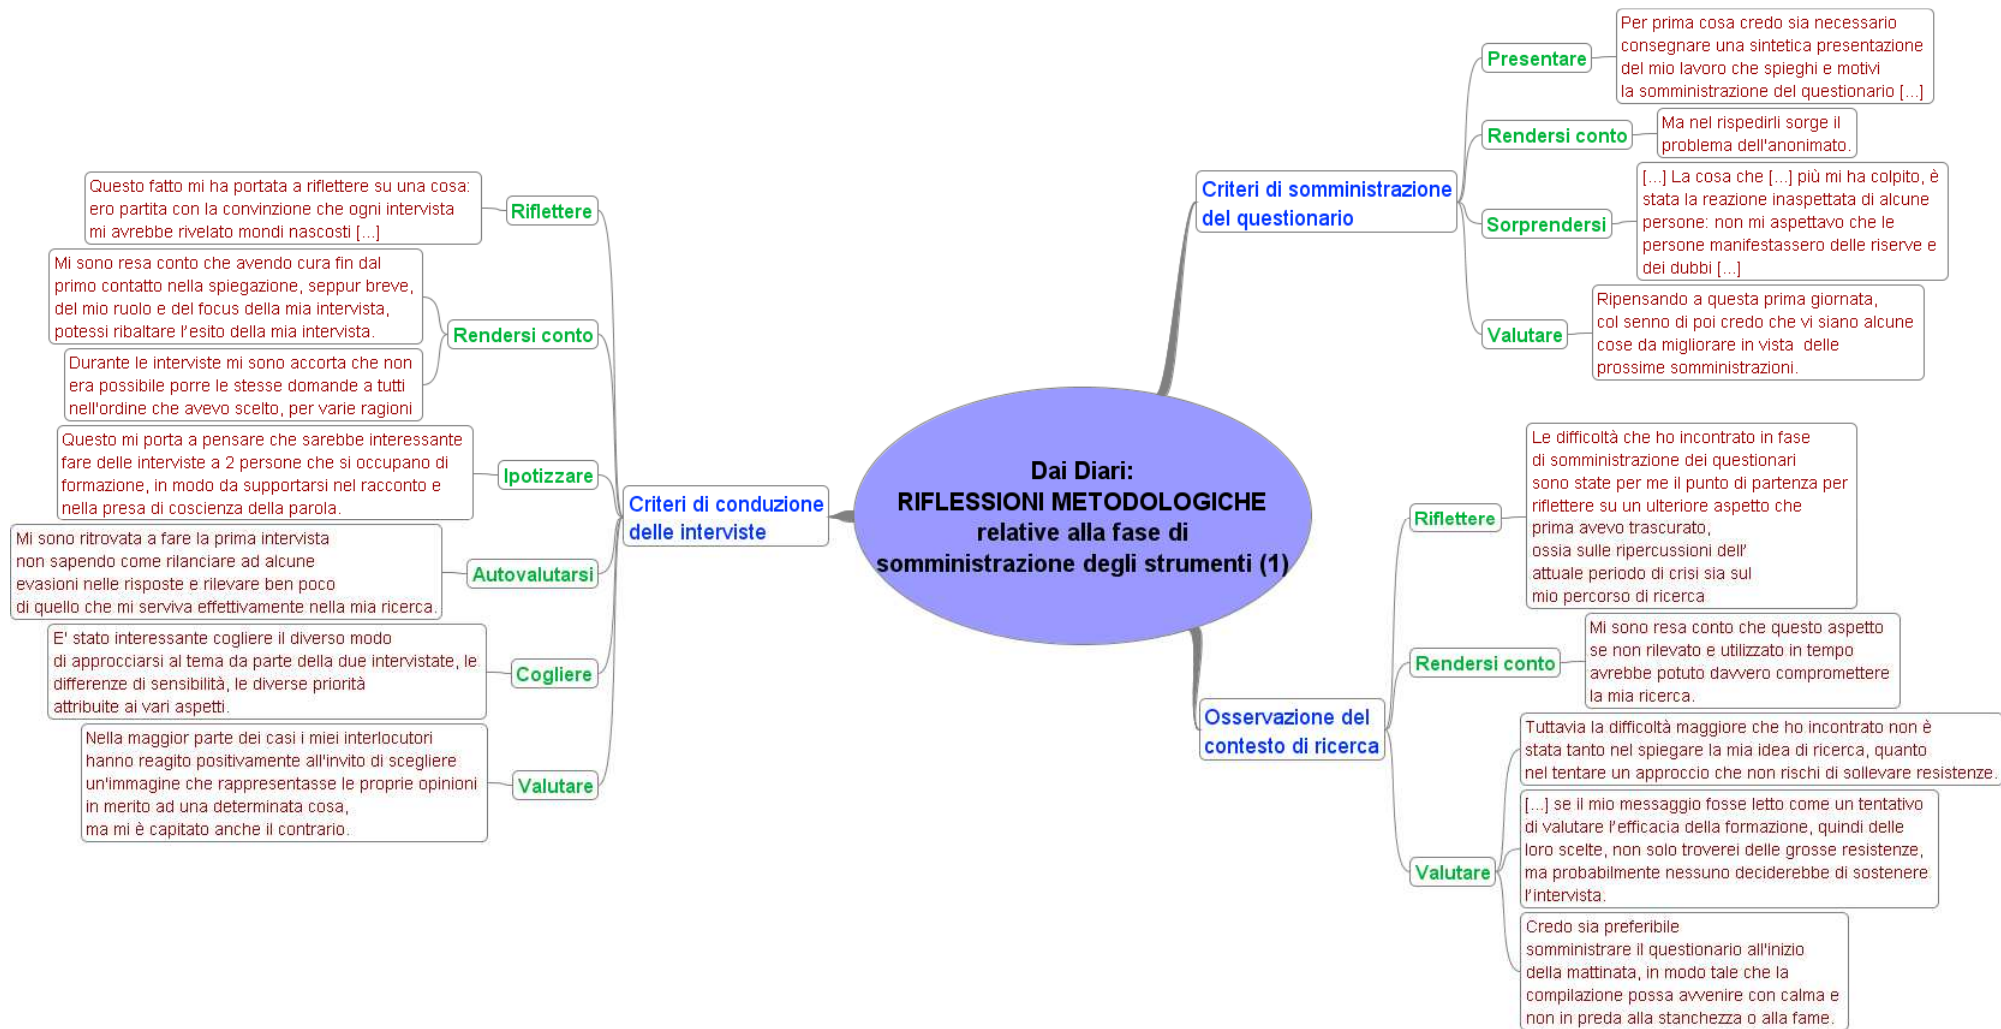 Dai Diari:
RIFLESSIONI METODOLOGICHE
relative alla fase di
somministrazione degli strumenti (1)
Criteri di somministrazione
del questionario
Presentare
Per prima cosa credo sia necessario
consegnare una sintetica presentazione
del mio lavoro che spieghi e motivi
la somministrazione del questionario [...]
Rendersi conto
Ma nel rispedirli sorge il
problema dell'anonimato.
Sorprendersi
[...] La cosa che [...] più mi ha colpito, è
stata la reazione inaspettata di alcune
persone: non mi aspettavo che le
persone manifestassero delle riserve e
dei dubbi [...]
Valutare
Ripensando a questa prima giornata,
col senno di poi credo che vi siano alcune
cose da migliorare in vista delle
prossime somministrazioni.
Osservazione del
contesto di ricerca
Riflettere
Le difficoltà che ho incontrato in fase
di somministrazione dei questionari
sono state per me il punto di partenza per
riflettere su un ulteriore aspetto che
prima avevo trascurato,
ossia sulle ripercussioni dell'
attuale periodo di crisi sia sul
mio percorso di ricerca
Rendersi conto
Mi sono resa conto che questo aspetto
se non rilevato e utilizzato in tempo
avrebbe potuto davvero compromettere
la mia ricerca.
Valutare
Tuttavia la difficoltà maggiore che ho incontrato non è
stata tanto nel spiegare la mia idea di ricerca, quanto
nel tentare un approccio che non rischi di sollevare resistenze.
[...] se il mio messaggio fosse letto come un tentativo
di valutare l'efficacia della formazione, quindi delle
loro scelte, non solo troverei delle grosse resistenze,
ma probabilmente nessuno deciderebbe di sostenere
l'intervista.
Credo sia preferibile
somministrare il questionario all'inizio
della mattinata, in modo tale che la
compilazione possa avvenire con calma e
non in preda alla stanchezza o alla fame.
Criteri di conduzione
delle interviste
Riflettere
Questo fatto mi ha portata a riflettere su una cosa:
ero partita con la convinzione che ogni intervista
mi avrebbe rivelato mondi nascosti [...]
Rendersi conto
Mi sono resa conto che avendo cura fin dal
primo contatto nella spiegazione, seppur breve,
del mio ruolo e del focus della mia intervista,
potessi ribaltare l'esito della mia intervista.
Durante le interviste mi sono accorta che non
era possibile porre le stesse domande a tutti
nell'ordine che avevo scelto, per varie ragioni
Ipotizzare
Questo mi porta a pensare che sarebbe interessante
fare delle interviste a 2 persone che si occupano di
formazione, in modo da supportarsi nel racconto e
nella presa di coscienza della parola.
Autovalutarsi
Mi sono ritrovata a fare la prima intervista
non sapendo come rilanciare ad alcune
evasioni nelle risposte e rilevare ben poco
di quello che mi serviva effettivamente nella mia ricerca.
Cogliere
E' stato interessante cogliere il diverso modo
di approcciarsi al tema da parte della due intervistate, le
differenze di sensibilità, le diverse priorità
attribuite ai vari aspetti.
Valutare
Nella maggior parte dei casi i miei interlocutori
hanno reagito positivamente all'invito di scegliere
un'immagine che rappresentasse le proprie opinioni
in merito ad una determinata cosa,
ma mi è capitato anche il contrario.